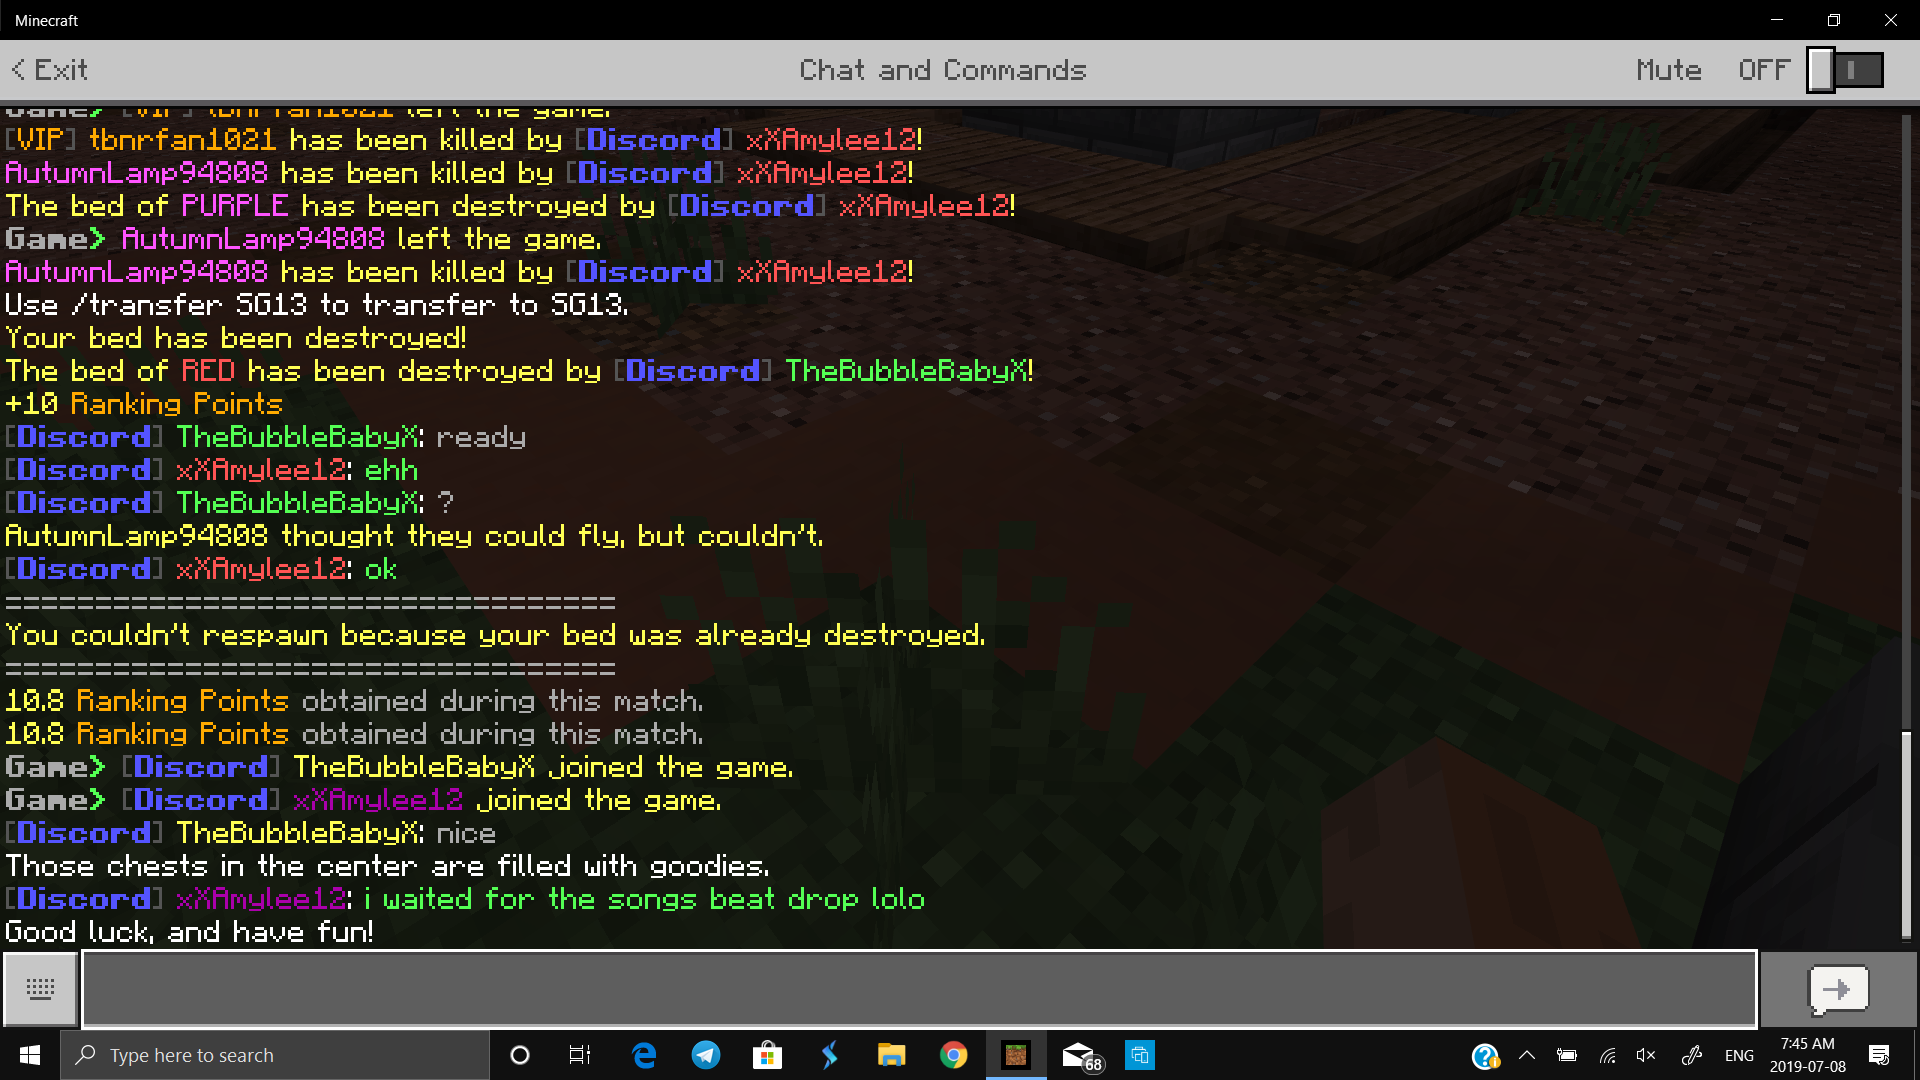 Minecraft
< Exit
Chat and Commands
Mute OFF
Game> [VIP] tbnrfan1021 left the game.
[VIP] tbnrfan1021 has been killed by [Discord] xXAmylee12!
AutumnLamp94808 has been killed by [Discord] xXAmylee12!
The bed of PURPLE has been destroyed by [Discord] xXAmylee12!
Game> AutumnLamp94808 left the game.
AutumnLamp94808 has been killed by [Discord] xXAmylee12!
Use /transfer SG13 to transfer to SG13.
Your bed has been destroyed!
The bed of RED has been destroyed by [Discord] TheBubbleBabyX!
+10 Ranking Points
[Discord] TheBubbleBabyX: ready
[Discord] xXAmylee12: ehh
[Discord] TheBubbleBabyX: ?
AutumnLamp94808 thought they could fly, but couldn't.
[Discord] xXAmylee12: ok
==================================
You couldn't respawn because your bed was already destroyed.
==================================
10.8 Ranking Points obtained during this match.
10.8 Ranking Points obtained during this match.
Game> [Discord] TheBubbleBabyX joined the game.
Game> [Discord] xXAmylee12 joined the game.
[Discord] TheBubbleBabyX: nice
Those chests in the center are filled with goodies.
[Discord] xXAmylee12: i waited for the songs beat drop lolo
Good luck, and have fun!
Type here to search
68
ENG
7:45 AM
2019-07-08